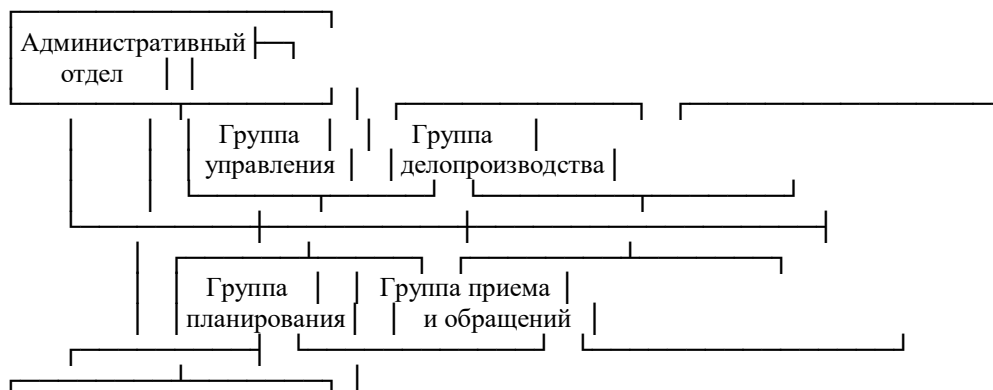 Административный
отдел
Группа Группа
управления делопроизводства
Группа Группа приема
планирования и обращений